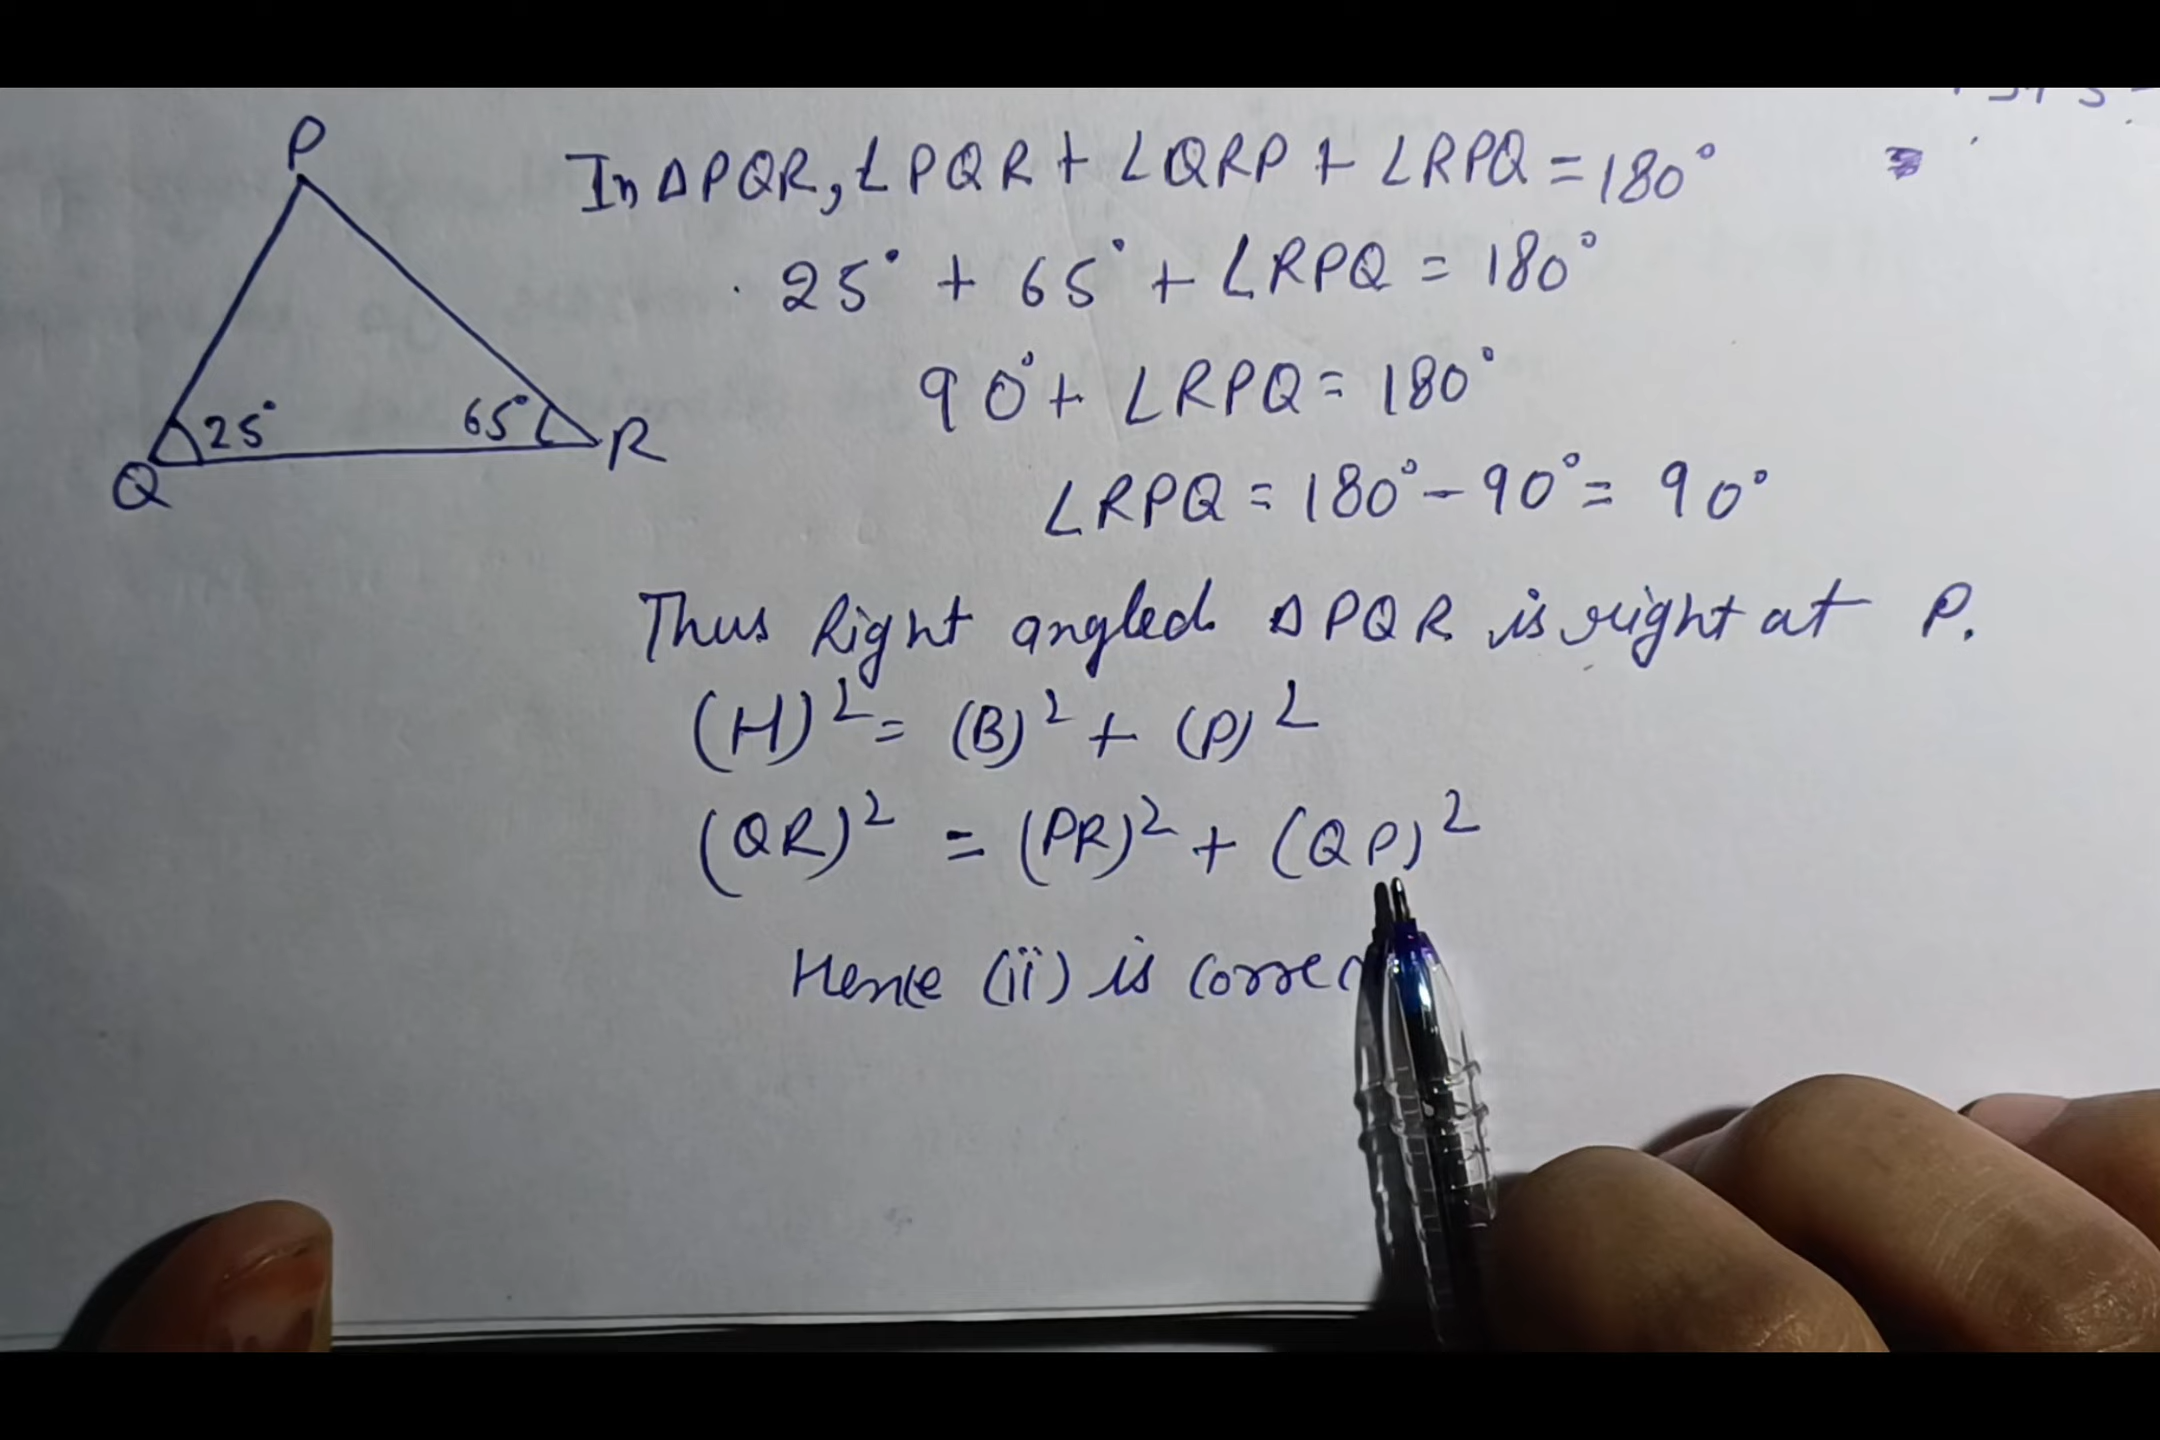 P
In ΔPQR, ∠PQR + ∠QRP + ∠RPQ = 180°
25° + 65° + ∠RPQ = 180°
90° + ∠RPQ = 180°
25° 65° R
Q
∠RPQ = 180° - 90° = 90°
Thus Right angled ΔPQR is right at P.
(H)² = (B)² + (P)²
(QR)² = (PR)² + (QP)²
Hence (ii) is correc